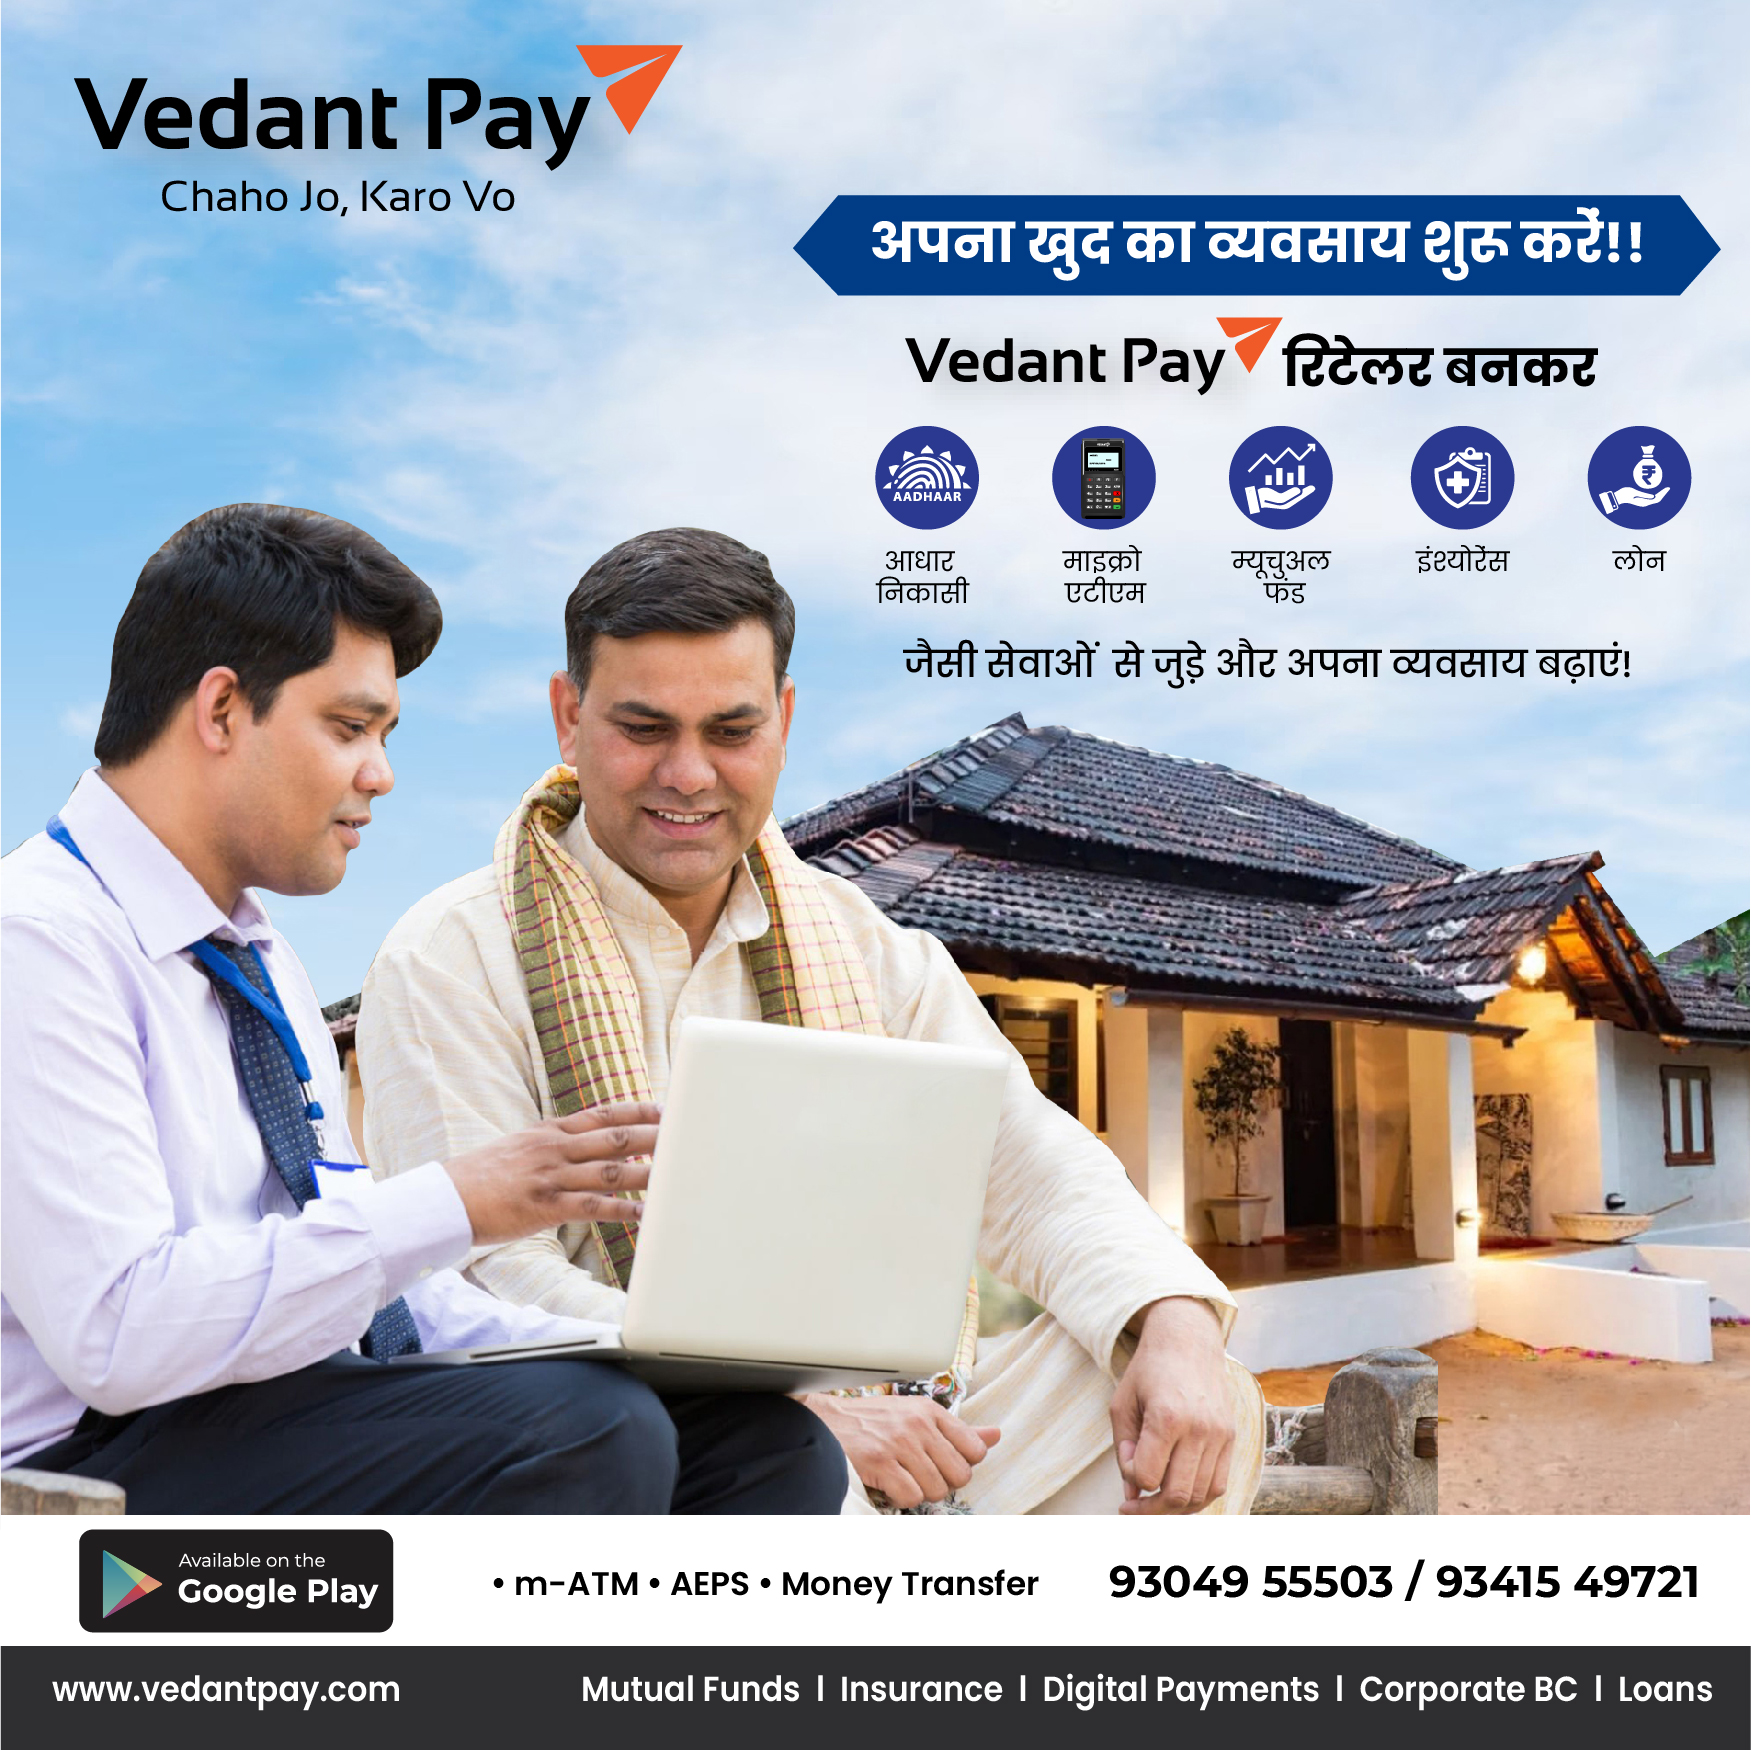 Vedant Pay
Chaho Jo, Karo Vo
अपना खुद का व्यवसाय शुरू करें!!
Vedant Pay रिटेलर बनकर
AADHAAR
आधार निकासी
माइक्रो एटीएम
म्यूचुअल फंड
इंश्योरेंस
लोन
जैसी सेवाओं से जुड़े और अपना व्यवसाय बढ़ाएं!
Available on the
Google Play
• m-ATM • AEPS • Money Transfer
93049 55503 / 93415 49721
www.vedantpay.com
Mutual Funds l Insurance l Digital Payments l Corporate BC l Loans